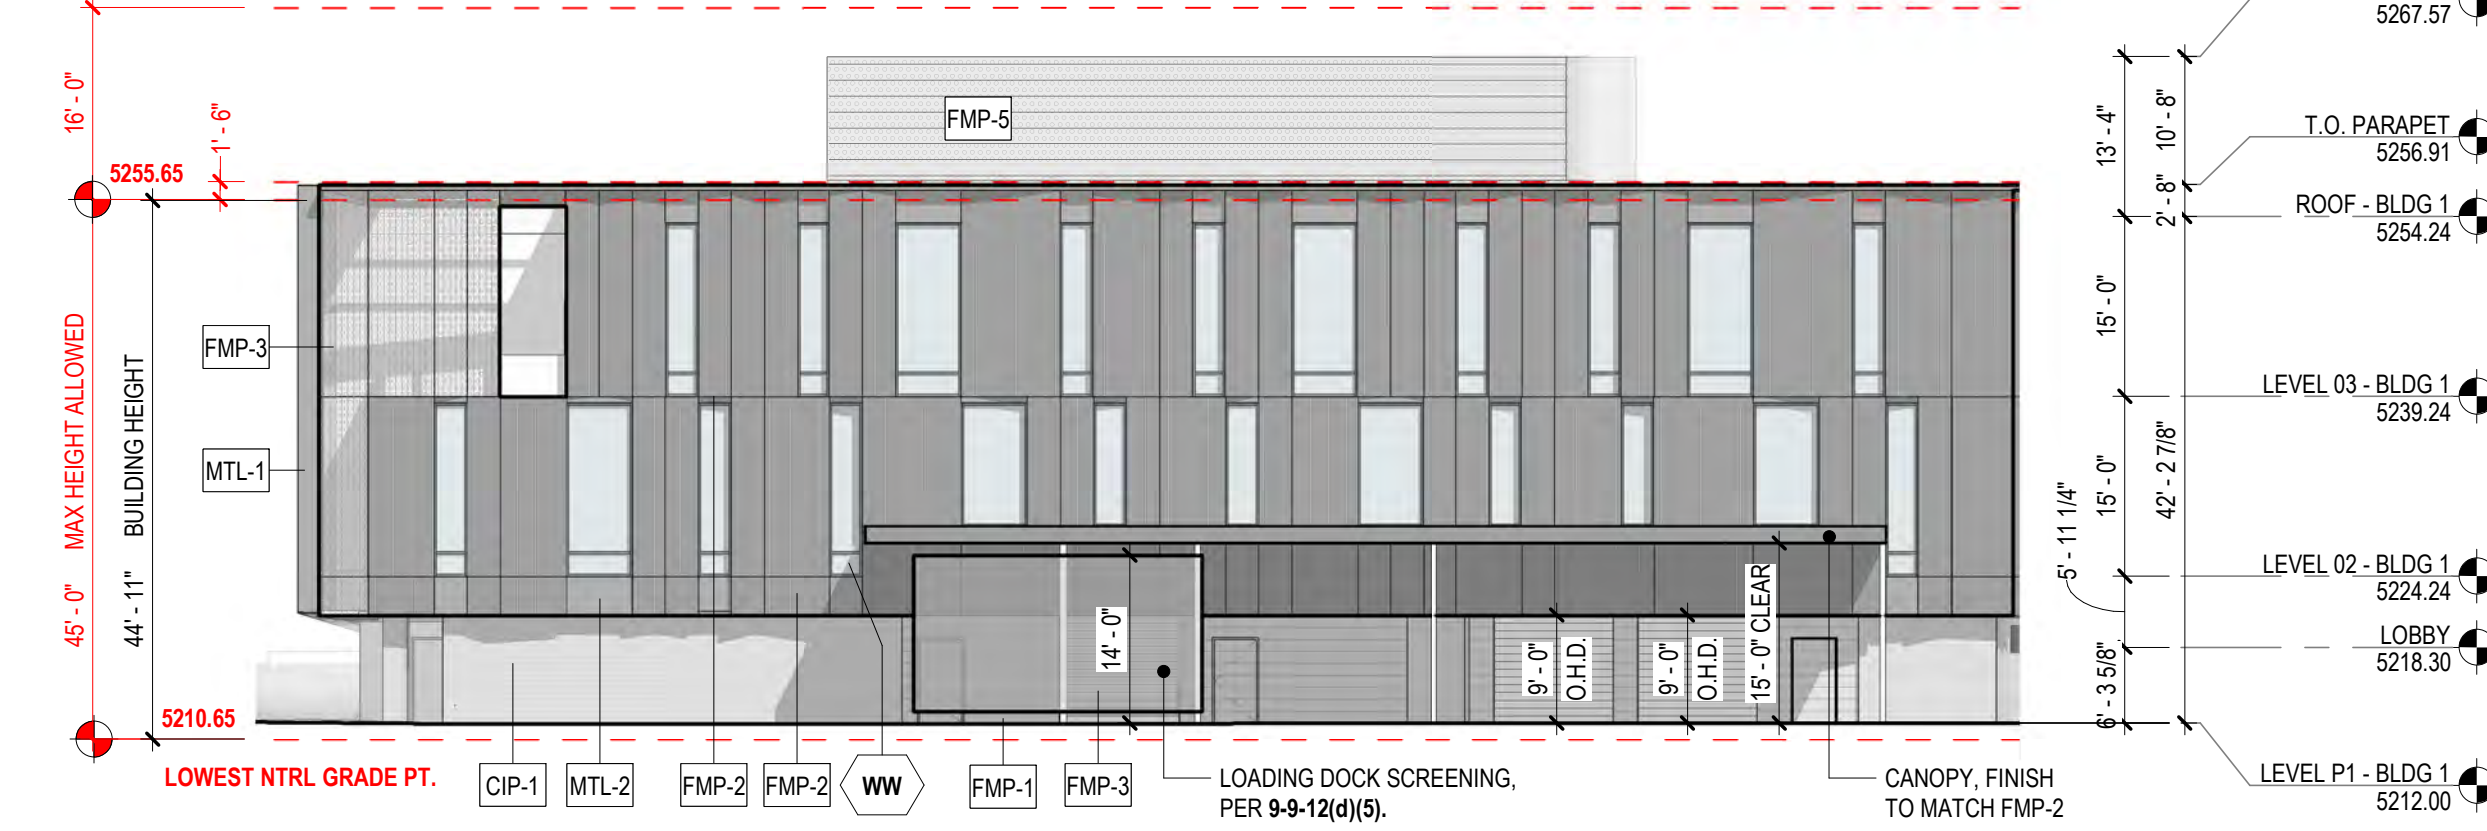 5267.57
16' - 0"
1' - 6"
FMP-5
13' - 4"
10' - 8"
T.O. PARAPET
5256.91
5255.65
2' - 8"
ROOF - BLDG 1
5254.24
FMP-3
15' - 0"
MAX HEIGHT ALLOWED
BUILDING HEIGHT
LEVEL 03 - BLDG 1
5239.24
MTL-1
15' - 0"
42' - 2 7/8"
5' - 11 1/4"
45' - 0"
44' - 11"
LEVEL 02 - BLDG 1
5224.24
14' - 0"
15' - 0" CLEAR
9' - 0"
O.H.D.
9' - 0"
O.H.D.
LOBBY
5218.30
6' - 3 5/8"
5210.65
LOWEST NTRL GRADE PT.
CIP-1
MTL-2
FMP-2
FMP-2
WW
FMP-1
FMP-3
LOADING DOCK SCREENING,
PER 9-9-12(d)(5).
CANOPY, FINISH
TO MATCH FMP-2
LEVEL P1 - BLDG 1
5212.00